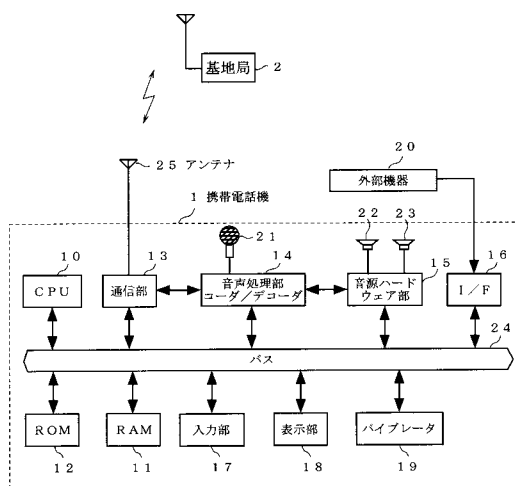 基地局
2
25 アンテナ
20
外部機器
1 携帯電話機
21
22
23
10
13
14
15
16
CPU
通信部
音声処理部
コーダ/デコーダ
音源ハード
ウェア部
I/F
24
バス
ROM
RAM
入力部
表示部
バイブレータ
12
11
17
18
19